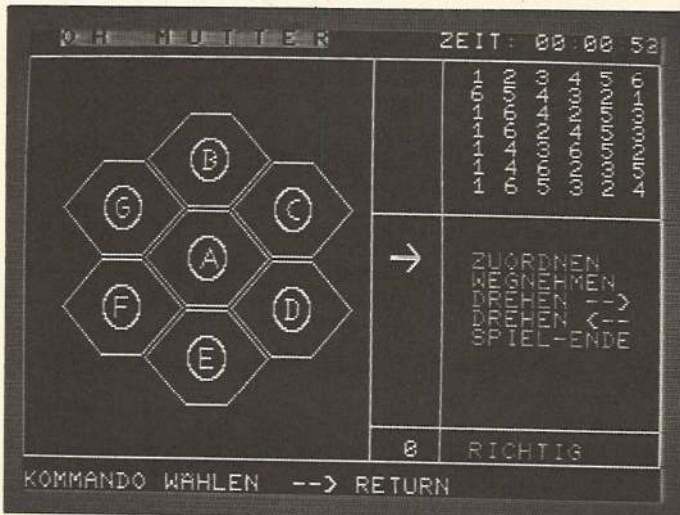 OH MUTTER ZEIT: 00:00:52
1 2 3 4 5 6
6 5 4 3 2 1
1 6 4 2 5 3
1 6 2 4 5 3
1 4 3 6 5 2
1 4 6 2 3 5
1 6 5 3 2 4
B
G
C
A
F
D
E
→
ZUORDNEN
WEGNEHMEN
DREHEN -->
DREHEN <--
SPIEL-ENDE
0 RICHTIG
KOMMANDO WÄHLEN --> RETURN